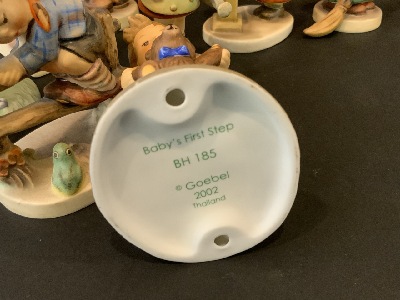 Baby's First Step
BH 185
© Goebel
2002
Thailand